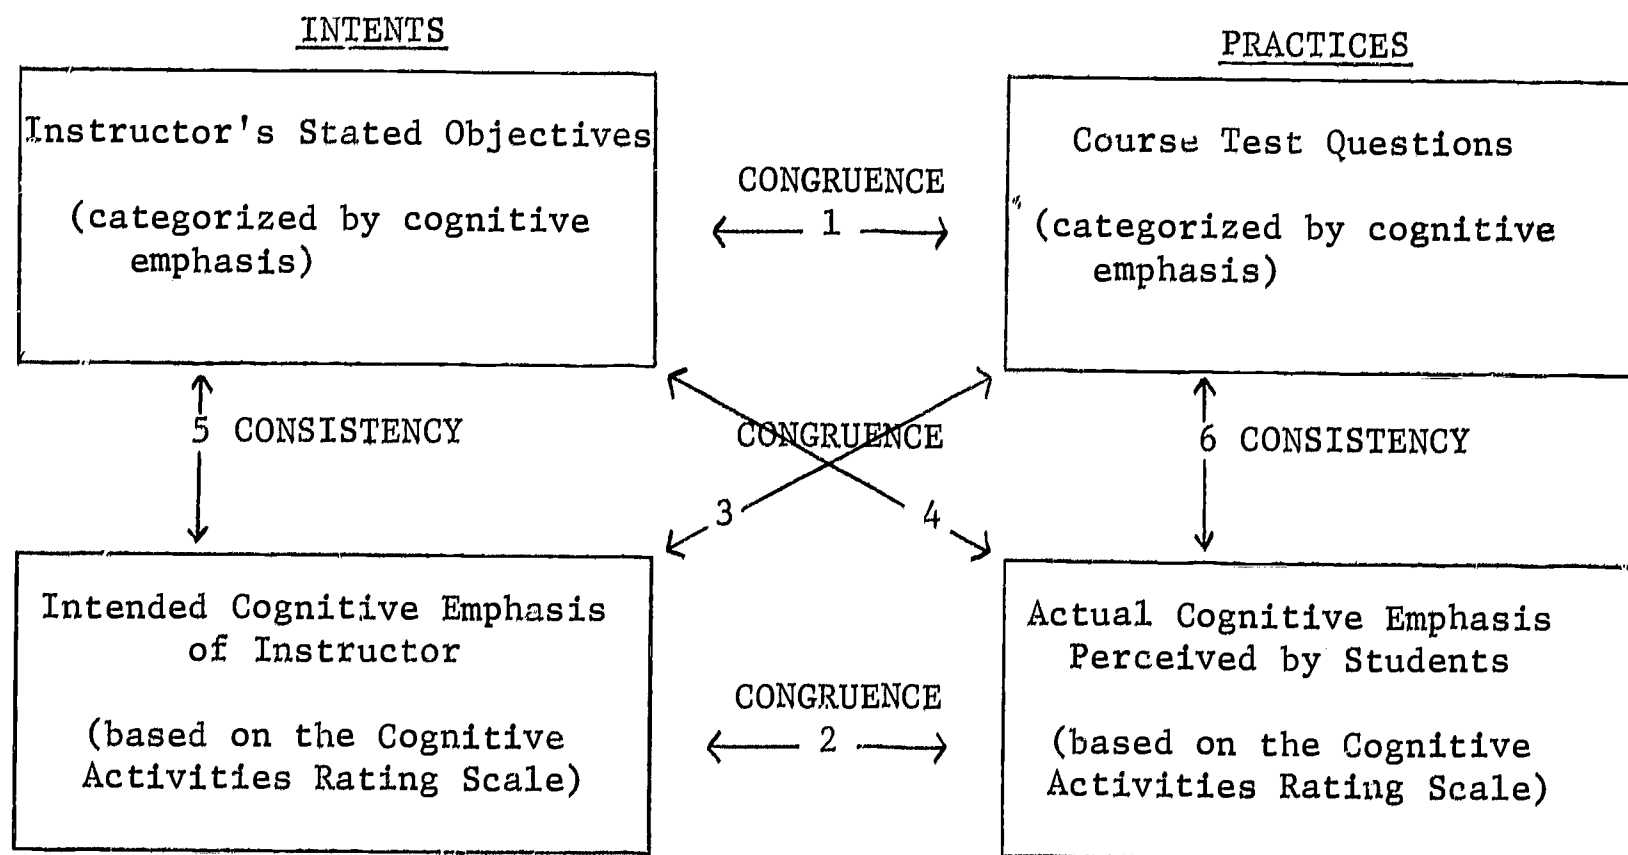 INTENTS
PRACTICES
Instructor's Stated Objectives
(categorized by cognitive
emphasis)
CONGRUENCE
1
Course Test Questions
(categorized by cognitive
emphasis)
5 CONSISTENCY
CONGRUENCE
6 CONSISTENCY
3
4
Intended Cognitive Emphasis
of Instructor
(based on the Cognitive
Activities Rating Scale)
CONGRUENCE
2
Actual Cognitive Emphasis
Perceived by Students
(based on the Cognitive
Activities Rating Scale)